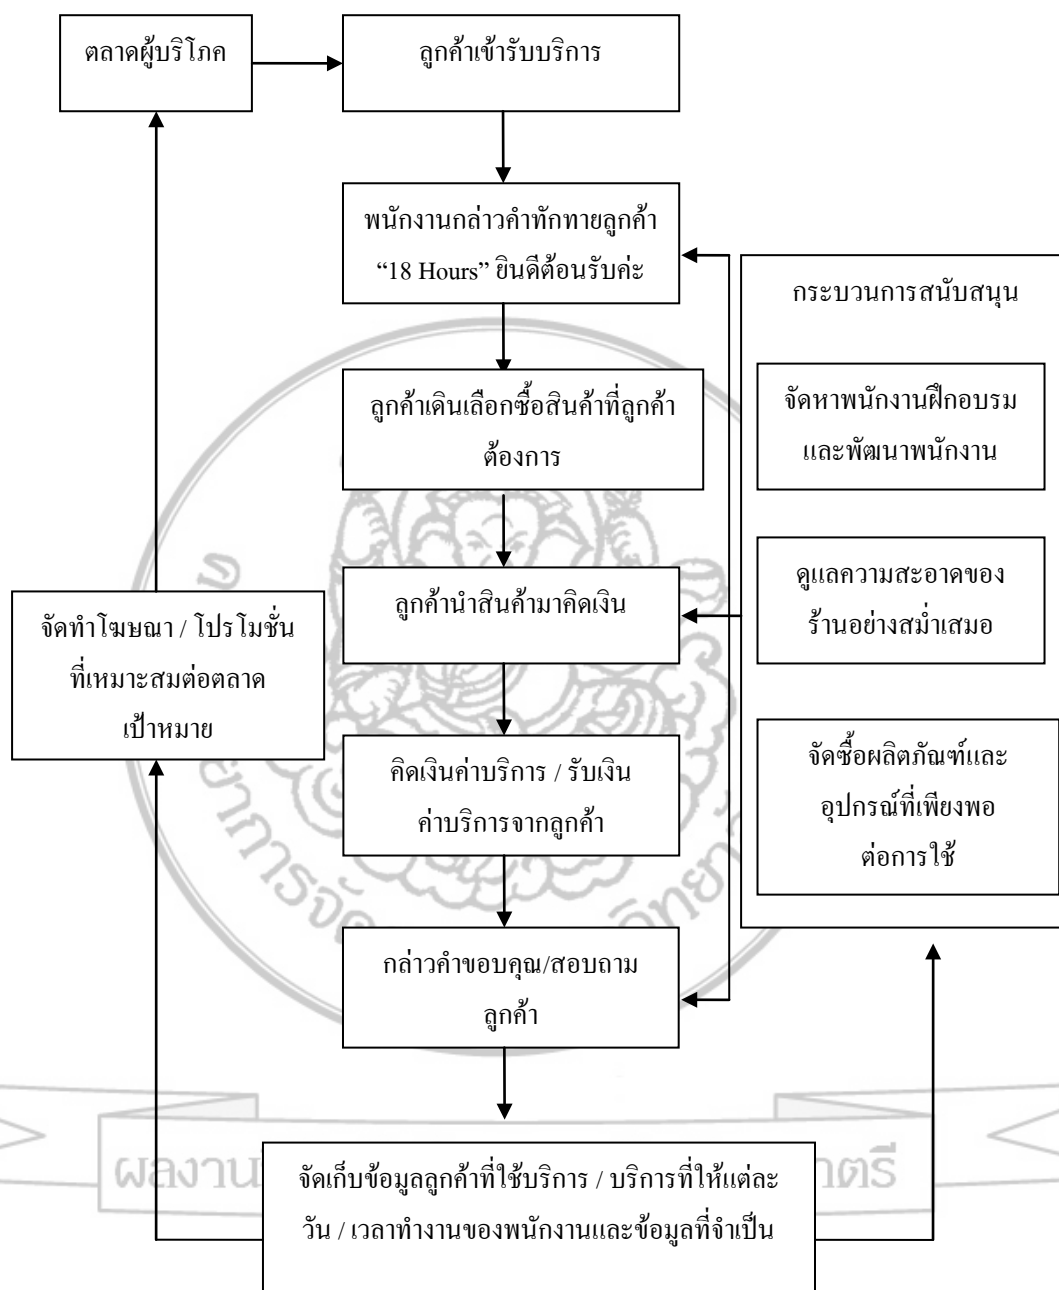 ตลาดผู้บริโภค
ลูกค้าเข้ารับบริการ
พนักงานกล่าวคำทักทายลูกค้า
“18 Hours” ยินดีต้อนรับค่ะ
กระบวนการสนับสนุน
ลูกค้าเดินเลือกซื้อสินค้าที่ลูกค้า
ต้องการ
จัดหาพนักงานฝึกอบรม
และพัฒนาพนักงาน
ดูแลความสะอาดของ
ร้านอย่างสม่ำเสมอ
ลูกค้านำสินค้ามาคิดเงิน
จัดทำโฆษณา / โปรโมชั่น
ที่เหมาะสมต่อตลาด
เป้าหมาย
คิดเงินค่าบริการ / รับเงิน
ค่าบริการจากลูกค้า
จัดซื้อผลิตภัณฑ์และ
อุปกรณ์ที่เพียงพอ
ต่อการใช้
กล่าวคำขอบคุณ/สอบถาม
ลูกค้า
จัดเก็บข้อมูลลูกค้าที่ใช้บริการ / บริการที่ให้แต่ละ
วัน / เวลาทำงานของพนักงานและข้อมูลที่จำเป็น